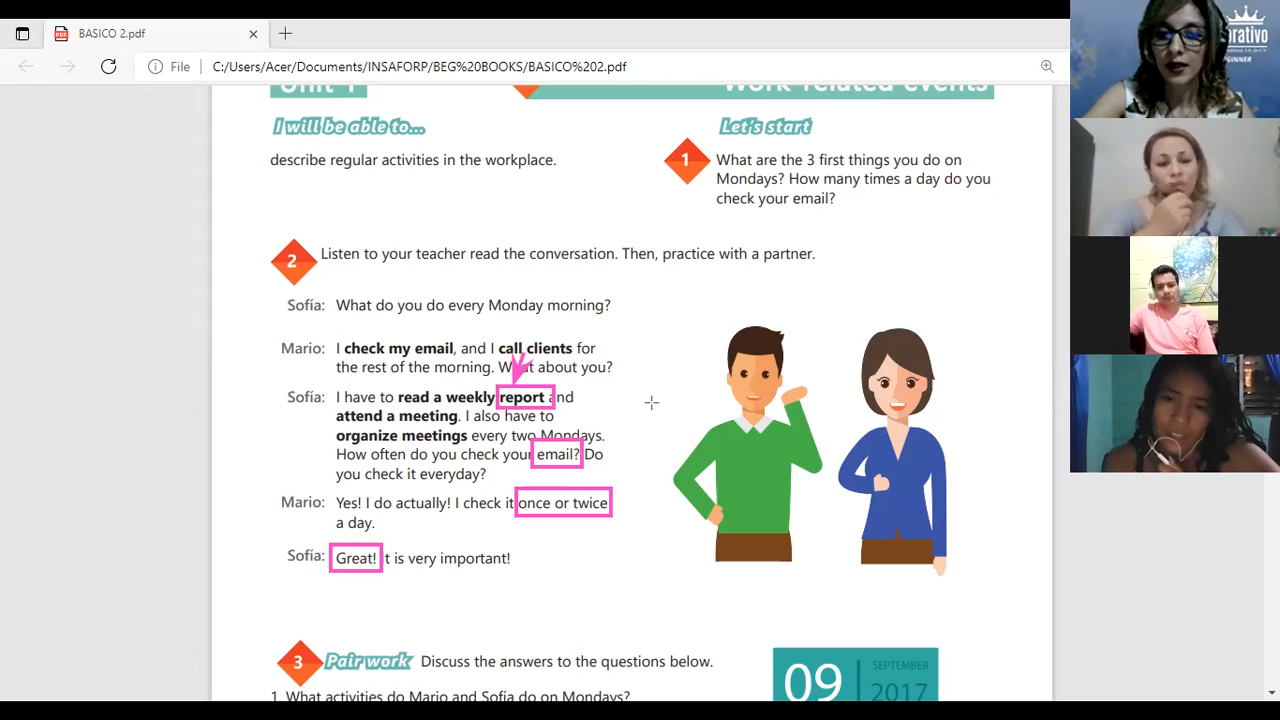 BASICO 2.pdf
File
C:/Users/Acer/Documents/INSAFORP/BEG%20BOOKS/BASICO%202.pdf
orativo
GINNER
Unit 1
Work related events
I will be able to...
Let's start
describe regular activities in the workplace.
1
What are the 3 first things you do on
Mondays? How many times a day do you
check your email?
2
Listen to your teacher read the conversation. Then, practice with a partner.
Sofía: What do you do every Monday morning?
Mario: I check my email, and I call clients for
the rest of the morning. What about you?
Sofía: I have to read a weekly report and
attend a meeting. I also have to
organize meetings every two Mondays.
How often do you check your email? Do
you check it everyday?
Mario: Yes! I do actually! I check it once or twice
a day.
Sofía: Great! It is very important!
3
Pair work Discuss the answers to the questions below.
1. What activities do Mario and Sofía do on Mondays?
09
SEPTEMBER
2017